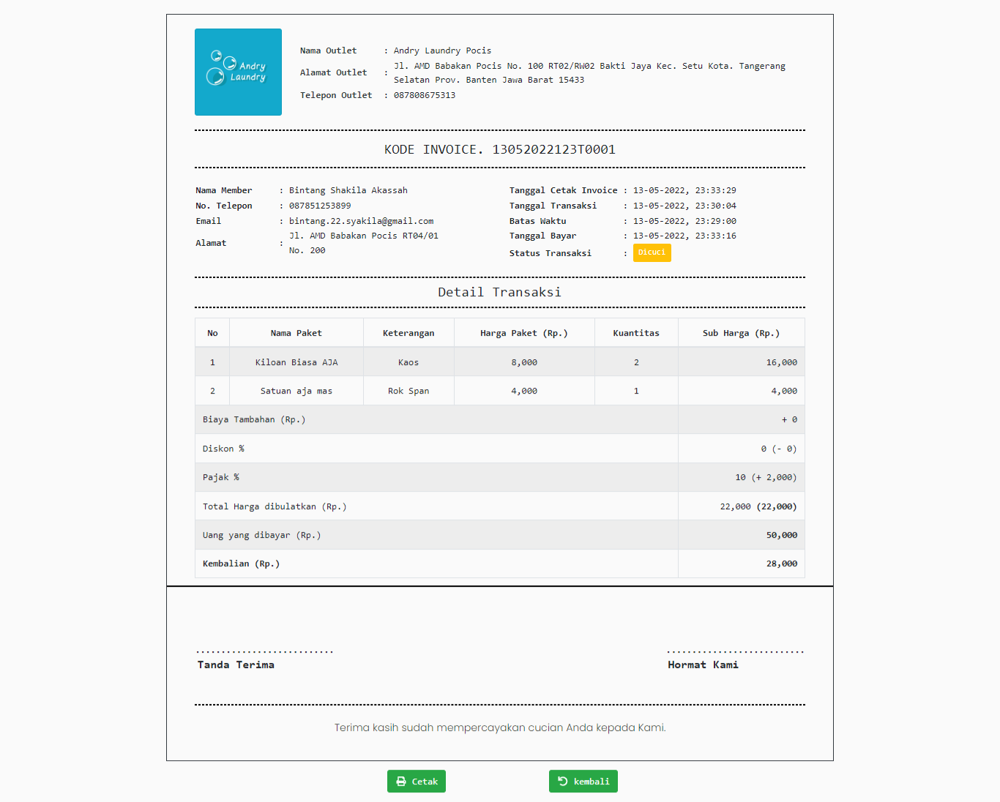 Andry
Laundry
Nama Outlet : Andry Laundry Pocis
Alamat Outlet : Jl. AMD Babakan Pocis No. 100 RT02/RW02 Bakti Jaya Kec. Setu Kota. Tangerang
Selatan Prov. Banten Jawa Barat 15433
Telepon Outlet : 087808675313
KODE INVOICE. 13052022123T0001
Nama Member : Bintang Shakila Akassah
No. Telepon : 087851253899
Email : bintang.22.syakila@gmail.com
Alamat : Jl. AMD Babakan Pocis RT04/01
No. 200
Tanggal Cetak Invoice : 13-05-2022, 23:33:29
Tanggal Transaksi : 13-05-2022, 23:30:04
Batas Waktu : 13-05-2022, 23:29:00
Tanggal Bayar : 13-05-2022, 23:33:16
Status Transaksi : Dicuci
Detail Transaksi
No Nama Paket Keterangan Harga Paket (Rp.) Kuantitas Sub Harga (Rp.)
1 Kiloan Biasa AJA Kaos 8,000 2 16,000
2 Satuan aja mas Rok Span 4,000 1 4,000
Biaya Tambahan (Rp.) + 0
Diskon % 0 (- 0)
Pajak % 10 (+ 2,000)
Total Harga dibulatkan (Rp.) 22,000 (22,000)
Uang yang dibayar (Rp.) 50,000
Kembalian (Rp.) 28,000
........................... ...........................
Tanda Terima Hormat Kami
Terima kasih sudah mempercayakan cucian Anda kepada Kami.
Cetak kembali